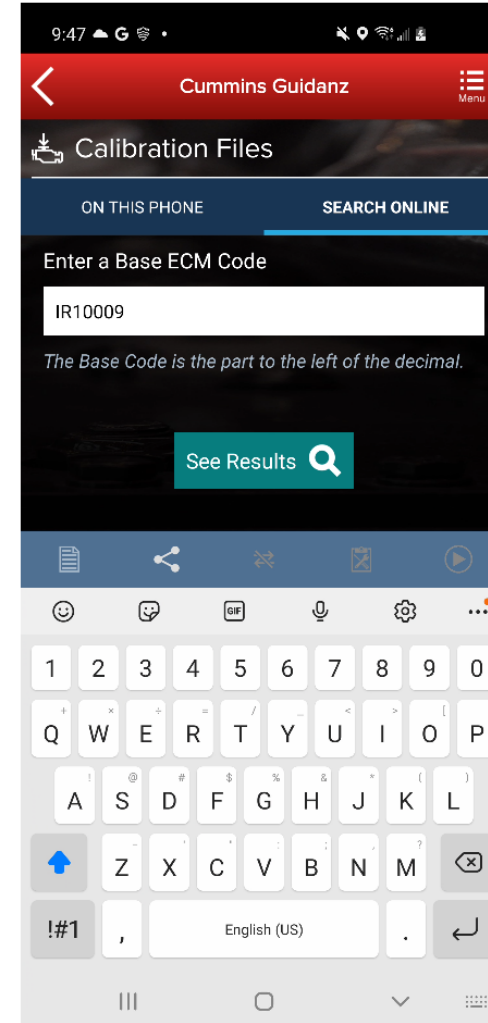 9:47 G
Cummins Guidanz
Menu
Calibration Files
ON THIS PHONE SEARCH ONLINE
Enter a Base ECM Code
IR10009
The Base Code is the part to the left of the decimal.
See Results
GIF
1 2 3 4 5 6 7 8 9 0
+ × ÷ = / _ < > [
Q W E R T Y U I O P
! @ # $ % & * ( )
A S D F G H J K L
- ' " : ; , ?
Z X C V B N M
!#1 , English (US) .